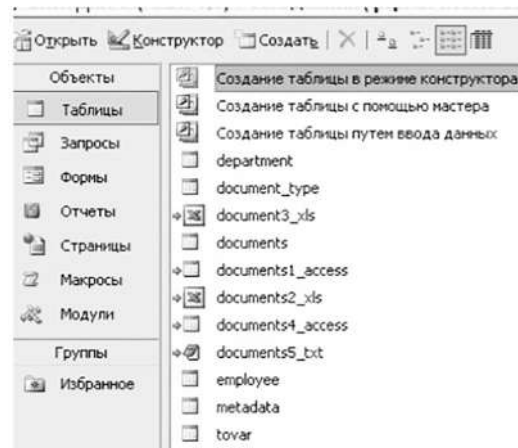 Открыть Конструктор Создать
Объекты
Таблицы
Запросы
Формы
Отчеты
Страницы
Макросы
Модули
Группы
Избранное
Создание таблицы в режиме конструктора
Создание таблицы с помощью мастера
Создание таблицы путем ввода данных
department
document_type
document3_xls
documents
documents1_access
documents2_xls
documents4_access
documents5_txt
employee
metadata
tovar